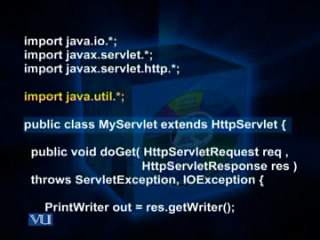 import java.io.*;
import javax.servlet.*;
import javax.servlet.http.*;
import java.util.*;
public class MyServlet extends HttpServlet {
public void doGet( HttpServletRequest req ,
HttpServletResponse res )
throws ServletException, IOException {
PrintWriter out = res.getWriter();
VU